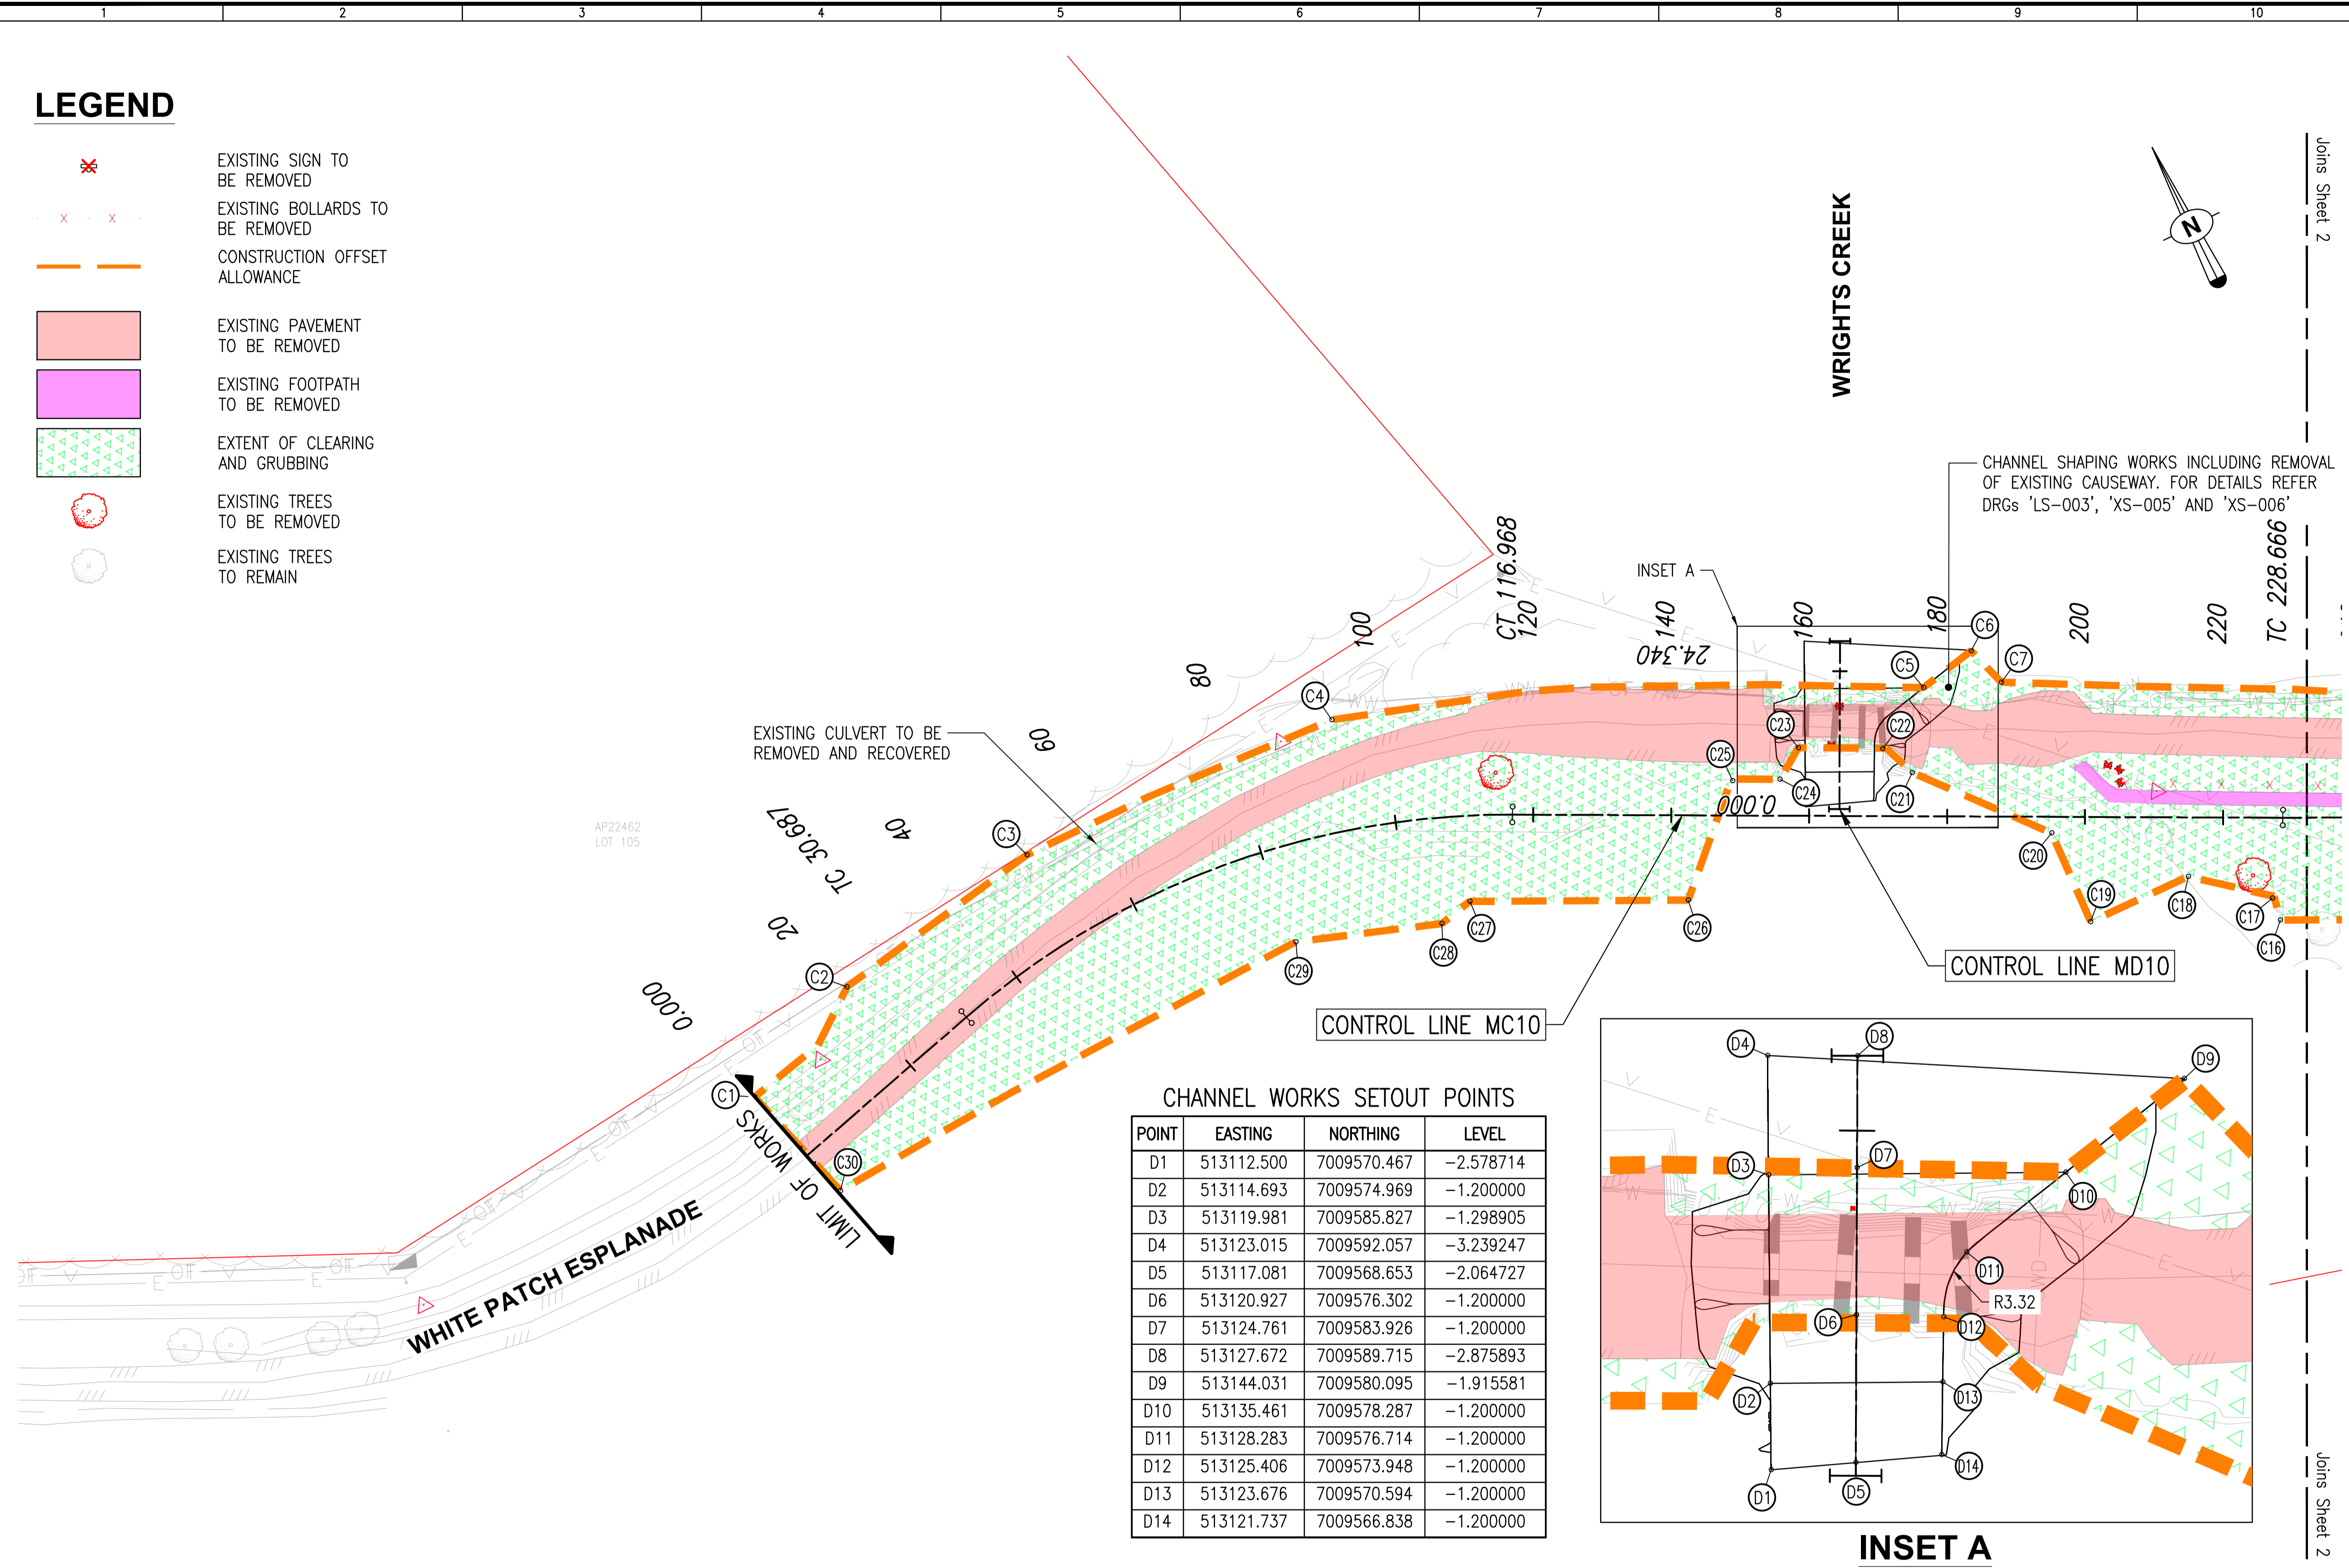 1 2 3 4 5 6 7 8 9 10
LEGEND
EXISTING SIGN TO
BE REMOVED
EXISTING BOLLARDS TO
BE REMOVED
CONSTRUCTION OFFSET
ALLOWANCE
EXISTING PAVEMENT
TO BE REMOVED
EXISTING FOOTPATH
TO BE REMOVED
EXTENT OF CLEARING
AND GRUBBING
EXISTING TREES
TO BE REMOVED
EXISTING TREES
TO REMAIN
Joins Sheet 2
N
WRIGHTS CREEK
CHANNEL SHAPING WORKS INCLUDING REMOVAL
OF EXISTING CAUSEWAY. FOR DETAILS REFER
DRGs 'LS-003', 'XS-005' AND 'XS-006'
INSET A
0.000
20
TC 30.687
40
60
80
100
CT 116.968
120
140
24.340
160
180
200
220
TC 228.666
0.000
EXISTING CULVERT TO BE
REMOVED AND RECOVERED
AP22462
LOT 105
C1
C2
C3
C4
C5
C6
C7
C16
C17
C18
C19
C20
C21
C22
C23
C24
C25
C26
C27
C28
C29
C30
CONTROL LINE MD10
CONTROL LINE MC10
LIMIT OF WORKS
WHITE PATCH ESPLANADE
CHANNEL WORKS SETOUT POINTS
POINT EASTING NORTHING LEVEL
D1 513112.500 7009570.467 -2.578714
D2 513114.693 7009574.969 -1.200000
D3 513119.981 7009585.827 -1.298905
D4 513123.015 7009592.057 -3.239247
D5 513117.081 7009568.653 -2.064727
D6 513120.927 7009576.302 -1.200000
D7 513124.761 7009583.926 -1.200000
D8 513127.672 7009589.715 -2.875893
D9 513144.031 7009580.095 -1.915581
D10 513135.461 7009578.287 -1.200000
D11 513128.283 7009576.714 -1.200000
D12 513125.406 7009573.948 -1.200000
D13 513123.676 7009570.594 -1.200000
D14 513121.737 7009566.838 -1.200000
D4
D8
D9
D3
D7
D10
D11
R3.32
D6
D12
D2
D13
D14
D1
D5
INSET A
Joins Sheet 2